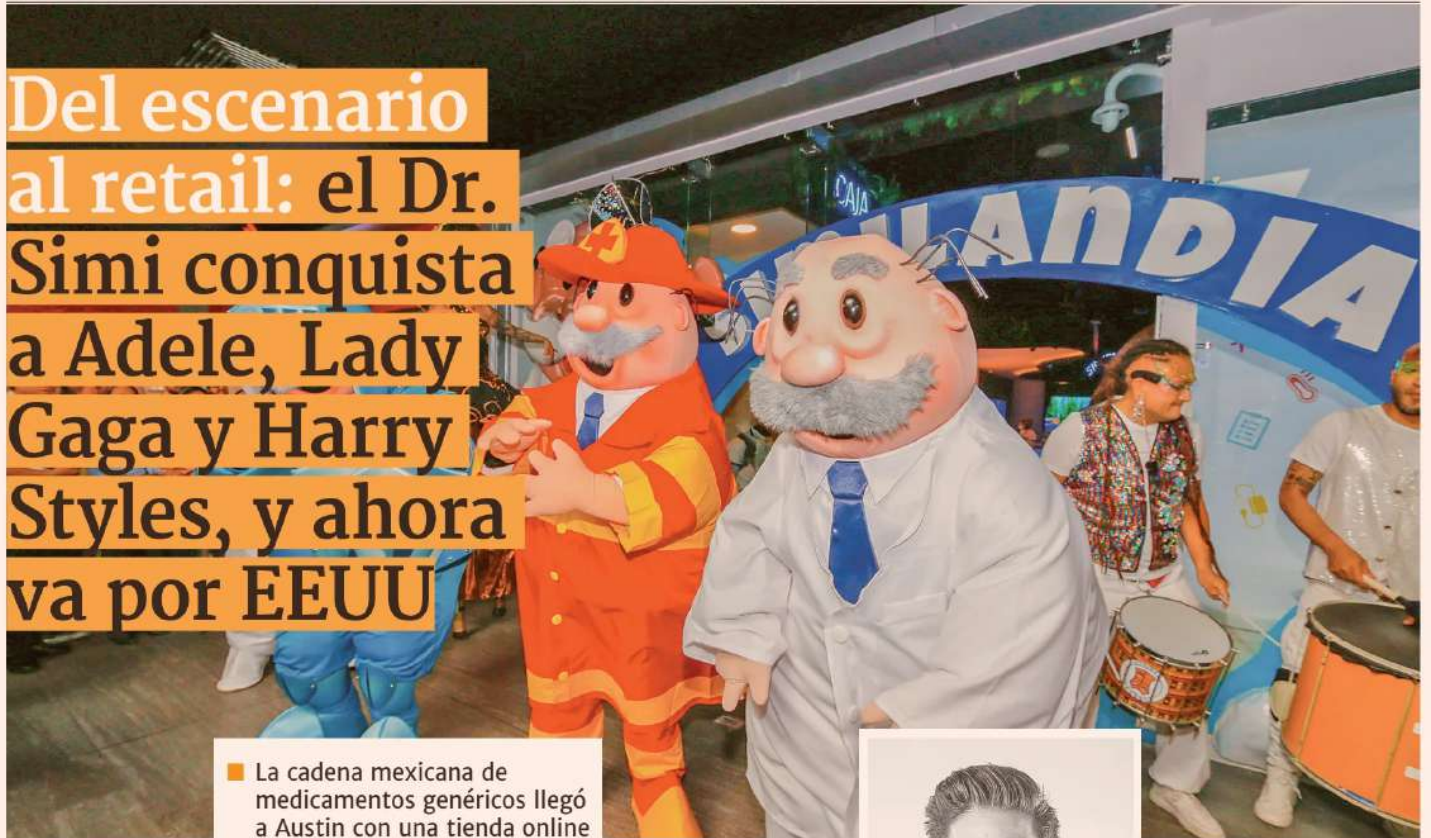 Del escenario
al retail: el Dr.
Simi conquista
a Adele, Lady
Gaga y Harry
Styles, y ahora
va por EEUU
CAJA
SIMILANDIA
La cadena mexicana de
medicamentos genéricos llegó
a Austin con una tienda online